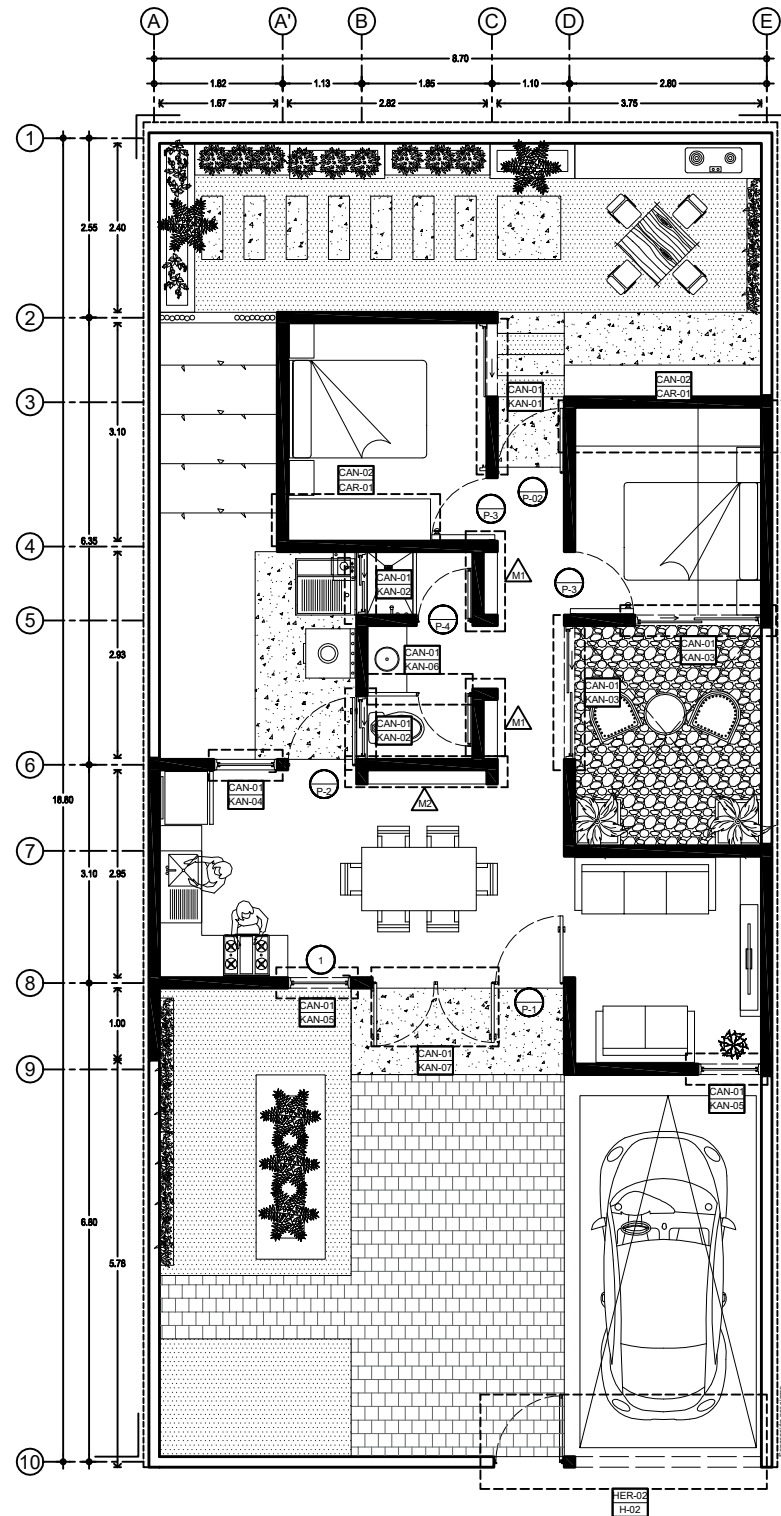 A
A'
B
C
D
E
8.70
1.82
1.13
1.85
1.10
2.80
1.67
2.82
3.75
1
2.55
2.40
2
CAN-01
KAN-01
CAN-02
CAR-01
3
3.10
CAN-02
CAR-01
P-3
P-02
4
6.35
CAN-01
KAN-02
M1
P-3
5
P-4
CAN-01
KAN-06
CAN-01
KAN-03
2.93
CAN-01
KAN-03
CAN-01
KAN-02
M1
6
CAN-01
KAN-04
P-2
M2
18.80
7
3.10
2.95
8
1
P-1
CAN-01
KAN-05
1.00
CAN-01
KAN-07
9
CAN-01
KAN-05
6.80
5.78
10
HER-02
H-02